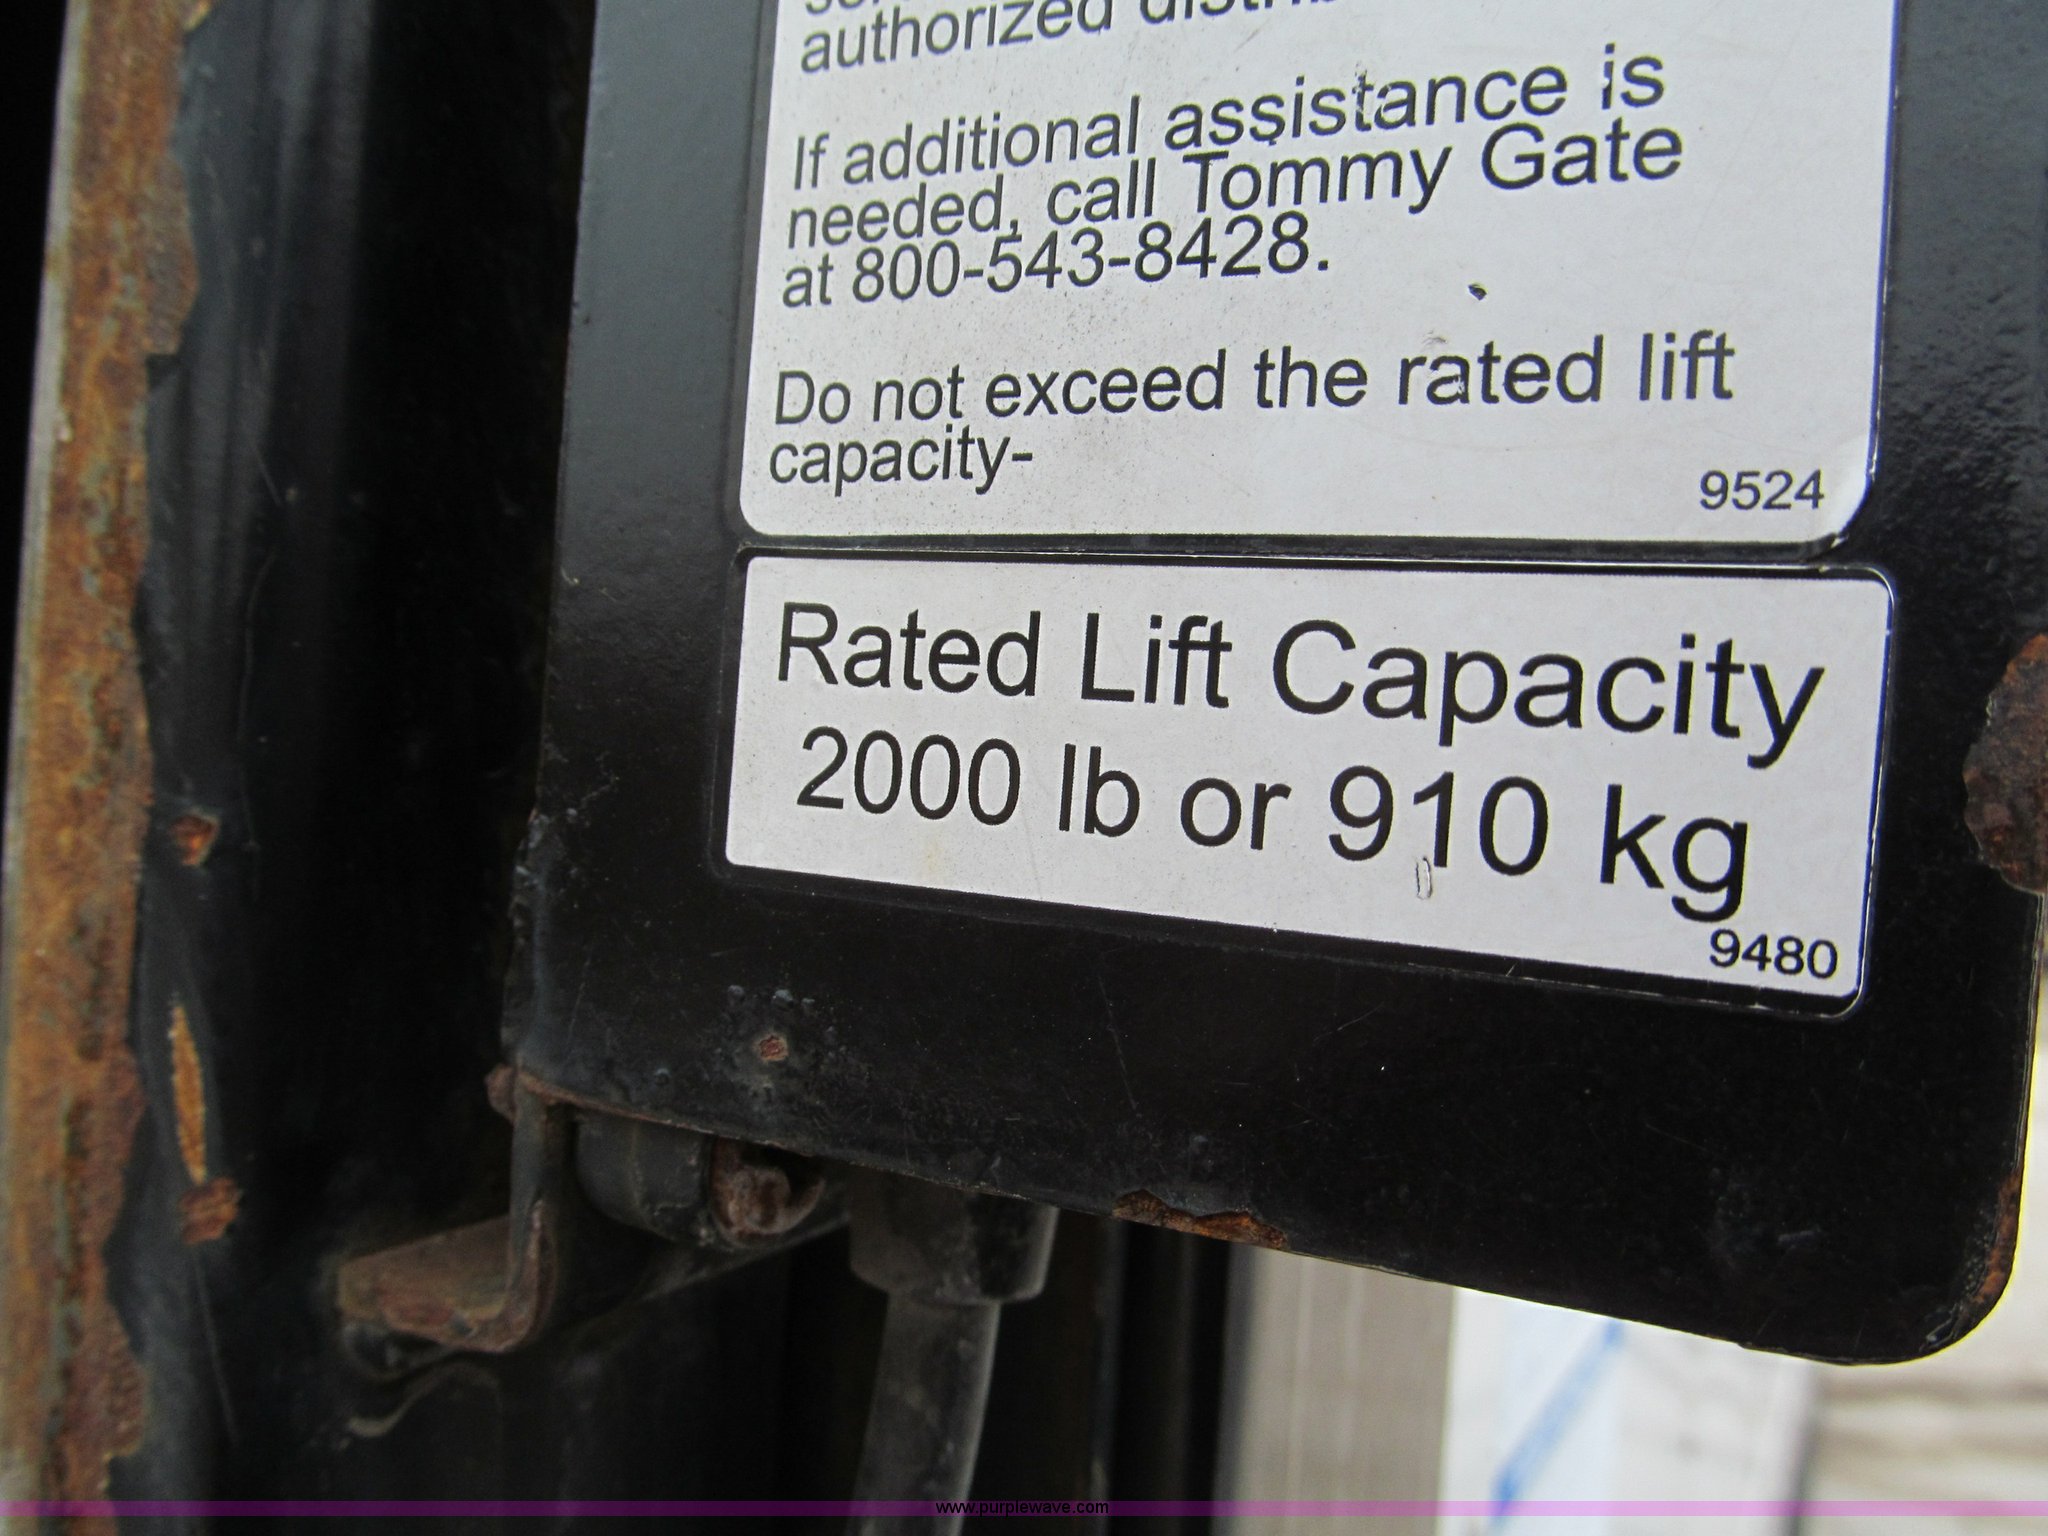 authorized
If additional assistance is
needed, call Tommy Gate
at 800-543-8428.
Do not exceed the rated lift
capacity-
9524
Rated Lift Capacity
2000 lb or 910 kg
9480
www.purplewave.com